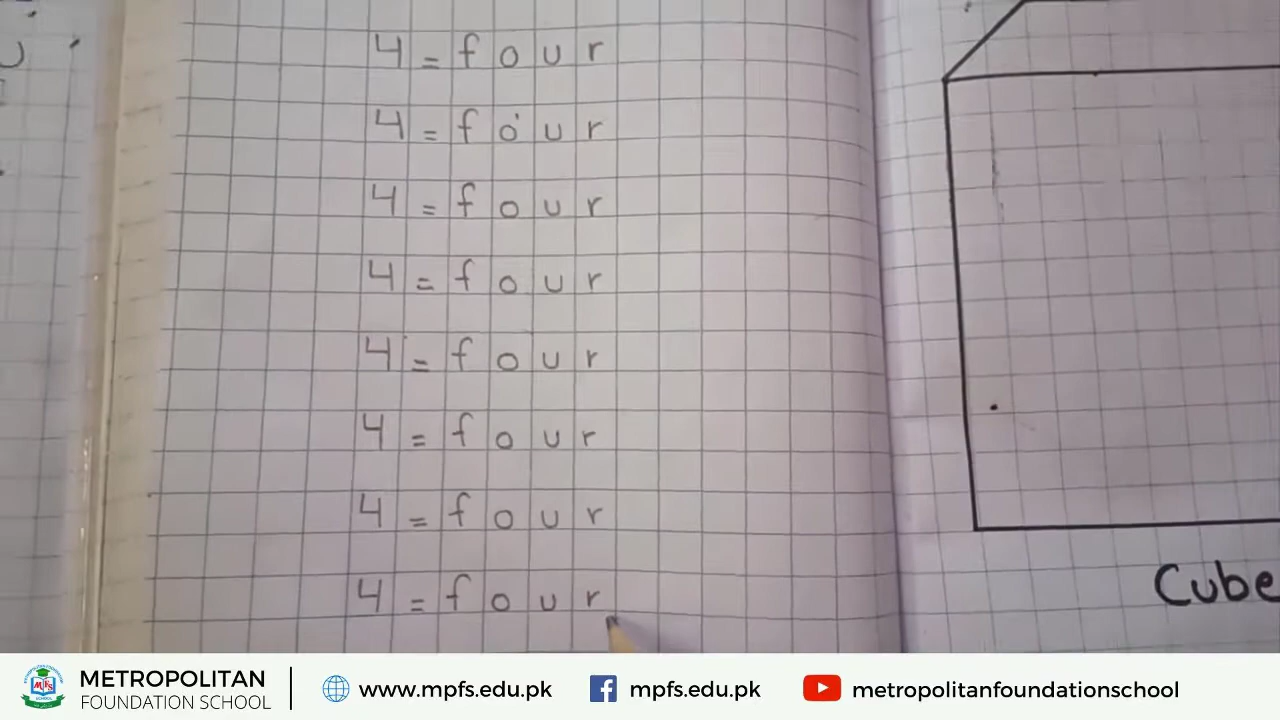 4 = four
4 = four
4 = four
4 = four
4 = four
4 = four
4 = four
4 = four
Cube
METROPOLITAN
FOUNDATION SCHOOL
www.mpfs.edu.pk
mpfs.edu.pk
metropolitanfoundationschool